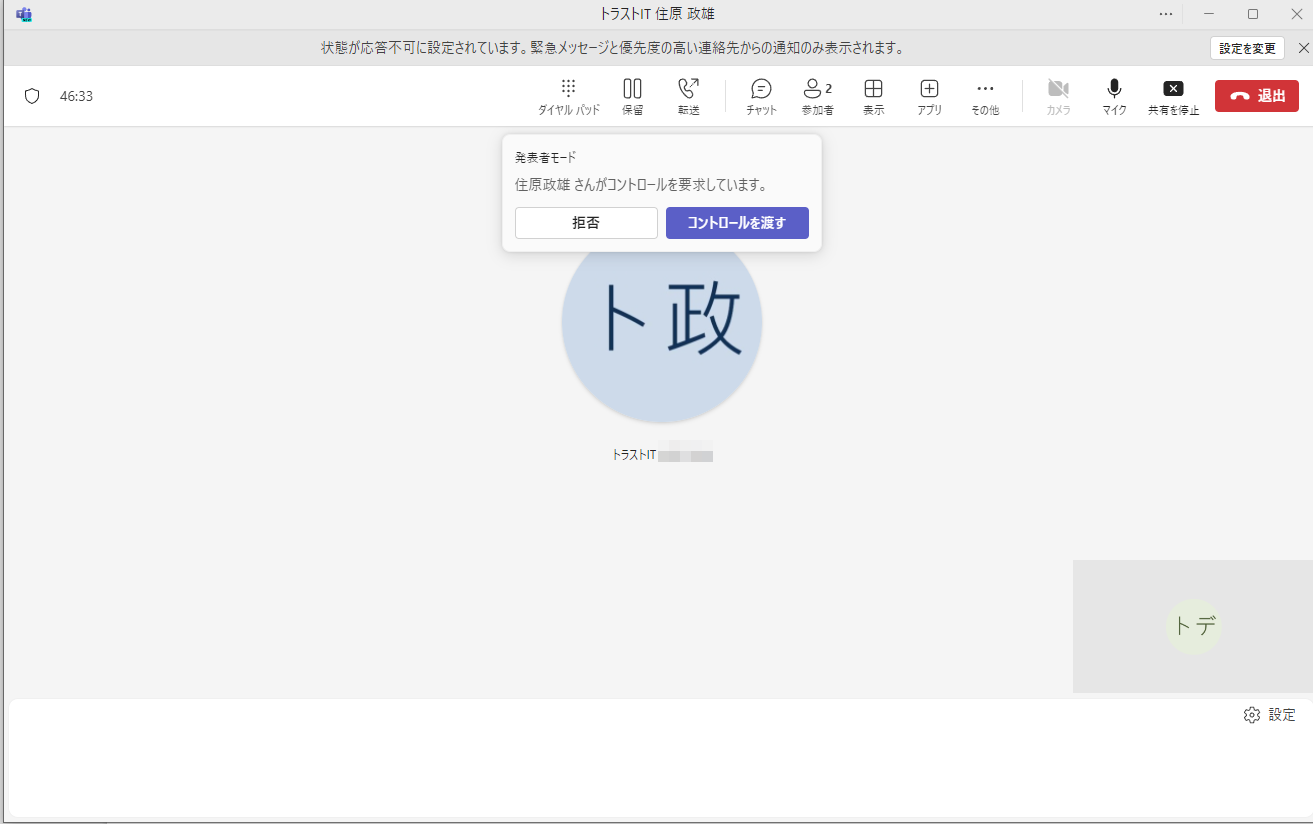 トラストIT 住原 政雄
状態が応答不可に設定されています。緊急メッセージと優先度の高い連絡先からの通知のみ表示されます。
設定を変更
46:33
ダイヤル パッド
保留
転送
チャット
2
参加者
表示
アプリ
その他
カメラ
マイク
共有を停止
退出
発表者モード
住原政雄 さんがコントロールを要求しています。
拒否
コントロールを渡す
ト 政
トラストIT
ト デ
設定